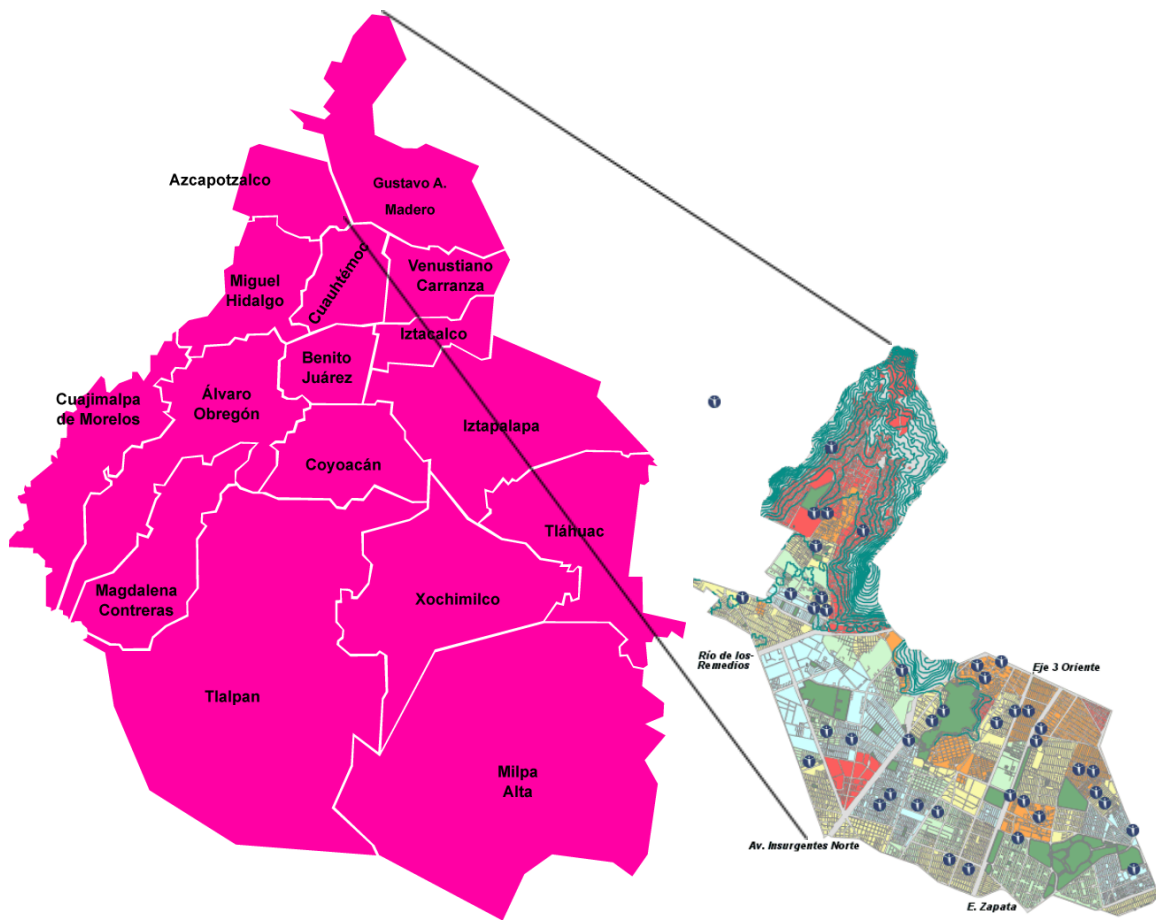 Azcapotzalco
Gustavo A.
Madero
Miguel
Hidalgo
Cuauhtémoc
Venustiano
Carranza
Iztacalco
Benito
Juárez
Cuajimalpa
de Morelos
Álvaro
Obregón
Iztapalapa
Coyoacán
Tláhuac
Magdalena
Contreras
Xochimilco
Tlalpan
Milpa
Alta
Río de los-
Remedios
Eje 3 Oriente
Av. Insurgentes Norte
E. Zapata